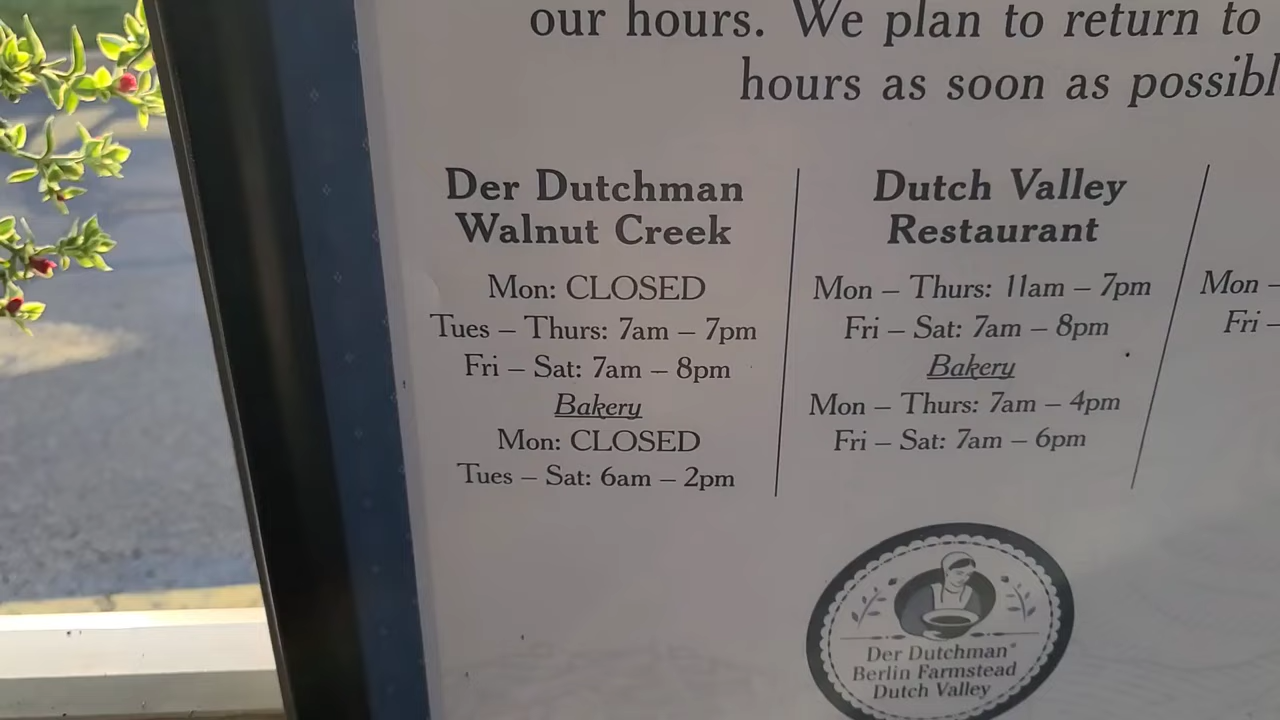 our hours. We plan to return to
hours as soon as
Der Dutchman
Walnut Creek
Mon: CLOSED
Tues – Thurs: 7am – 7pm
Fri – Sat: 7am – 8pm
Bakery
Mon: CLOSED
Tues – Sat: 6am – 2pm
Dutch Valley
Restaurant
Mon – Thurs: 11am – 7pm
Fri – Sat: 7am – 8pm
Bakery
Mon – Thurs: 7am – 4pm
Fri – Sat: 7am – 6pm
Mon –
Fri –
Der Dutchman®
Berlin Farmstead
Dutch Valley